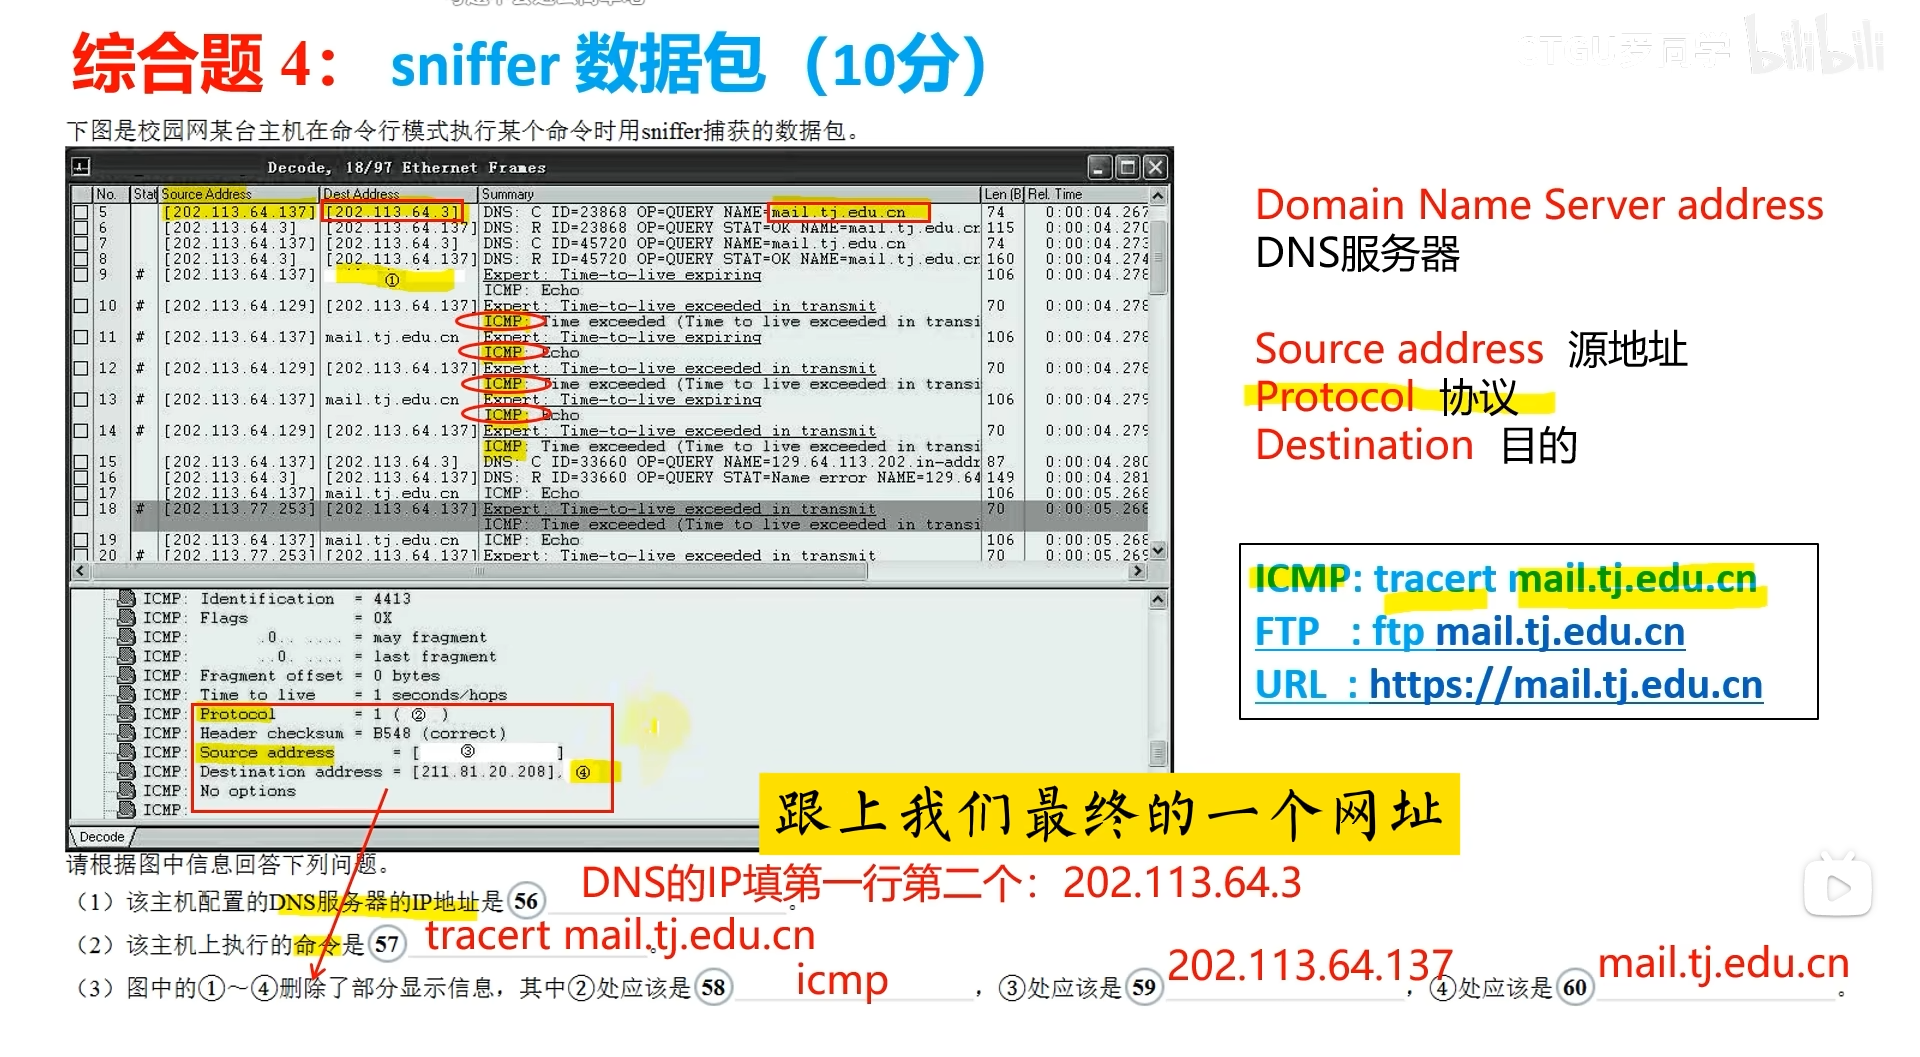 综合题 4： sniffer 数据包（10分）
bilibili
下图是校园网某台主机在命令行模式执行某个命令时用sniffer捕获的数据包。
Decode, 18/97 Ethernet Frames
No. Stat Source Address Dest Address Summary Len (B Rel. Time
5 [202.113.64.137] [202.113.64.3] DNS: C ID=23868 OP=QUERY NAME=mail.tj.edu.cn 74 0:00:04.267
6 [202.113.64.3] [202.113.64.137] DNS: R ID=23868 OP=QUERY STAT=OK NAME=mail.tj.edu.cn 115 0:00:04.270
7 [202.113.64.137] [202.113.64.3] DNS: C ID=45720 OP=QUERY NAME=mail.tj.edu.cn 74 0:00:04.273
8 [202.113.64.3] [202.113.64.137] DNS: R ID=45720 OP=QUERY STAT=OK NAME=mail.tj.edu.cn 160 0:00:04.274
9 # [202.113.64.137] ① Expert: Time-to-live expiring 106 0:00:04.278
ICMP: Echo
10 # [202.113.64.129] [202.113.64.137] Expert: Time-to-live exceeded in transmit 70 0:00:04.278
ICMP: Time exceeded (Time to live exceeded in transi
11 # [202.113.64.137] mail.tj.edu.cn Expert: Time-to-live expiring 106 0:00:04.278
ICMP: Echo
12 # [202.113.64.129] [202.113.64.137] Expert: Time-to-live exceeded in transmit 70 0:00:04.278
ICMP: Time exceeded (Time to live exceeded in transi
13 # [202.113.64.137] mail.tj.edu.cn Expert: Time-to-live expiring 106 0:00:04.279
ICMP: Echo
14 # [202.113.64.129] [202.113.64.137] Expert: Time-to-live exceeded in transmit 70 0:00:04.279
ICMP: Time exceeded (Time to live exceeded in transi
15 [202.113.64.137] [202.113.64.3] DNS: C ID=33660 OP=QUERY NAME=129.64.113.202.in-addr 87 0:00:04.280
16 [202.113.64.3] [202.113.64.137] DNS: R ID=33660 OP=QUERY STAT=Name error NAME=129.64 149 0:00:04.281
17 [202.113.64.137] mail.tj.edu.cn ICMP: Echo 106 0:00:05.268
18 # [202.113.77.253] [202.113.64.137] Expert: Time-to-live exceeded in transmit 70 0:00:05.268
ICMP: Time exceeded (Time to live exceeded in transi
19 [202.113.64.137] mail.tj.edu.cn ICMP: Echo 106 0:00:05.268
20 # [202.113.77.253] [202.113.64.137] Expert: Time-to-live exceeded in transmit 70 0:00:05.269
ICMP: Identification = 4413
ICMP: Flags = 0X
ICMP: .0.. .... = may fragment
ICMP: ..0. .... = last fragment
ICMP: Fragment offset = 0 bytes
ICMP: Time to live = 1 seconds/hops
ICMP: Protocol = 1 ( ② )
ICMP: Header checksum = B548 (correct)
ICMP: Source address = [ ③ ]
ICMP: Destination address = [211.81.20.208], ④
ICMP: No options
ICMP:
Decode
Domain Name Server address
DNS服务器
Source address 源地址
Protocol 协议
Destination 目的
ICMP: tracert mail.tj.edu.cn
FTP : ftp mail.tj.edu.cn
URL : https://mail.tj.edu.cn
跟上我们最终的一个网址
请根据图中信息回答下列问题。
（1）该主机配置的DNS服务器的IP地址是 56 DNS的IP填第一行第二个：202.113.64.3 。
（2）该主机上执行的命令是 57 tracert mail.tj.edu.cn 。
（3）图中的①～④删除了部分显示信息，其中②处应该是 58 icmp ，③处应该是 59 202.113.64.137 ，④处应该是 60 mail.tj.edu.cn 。